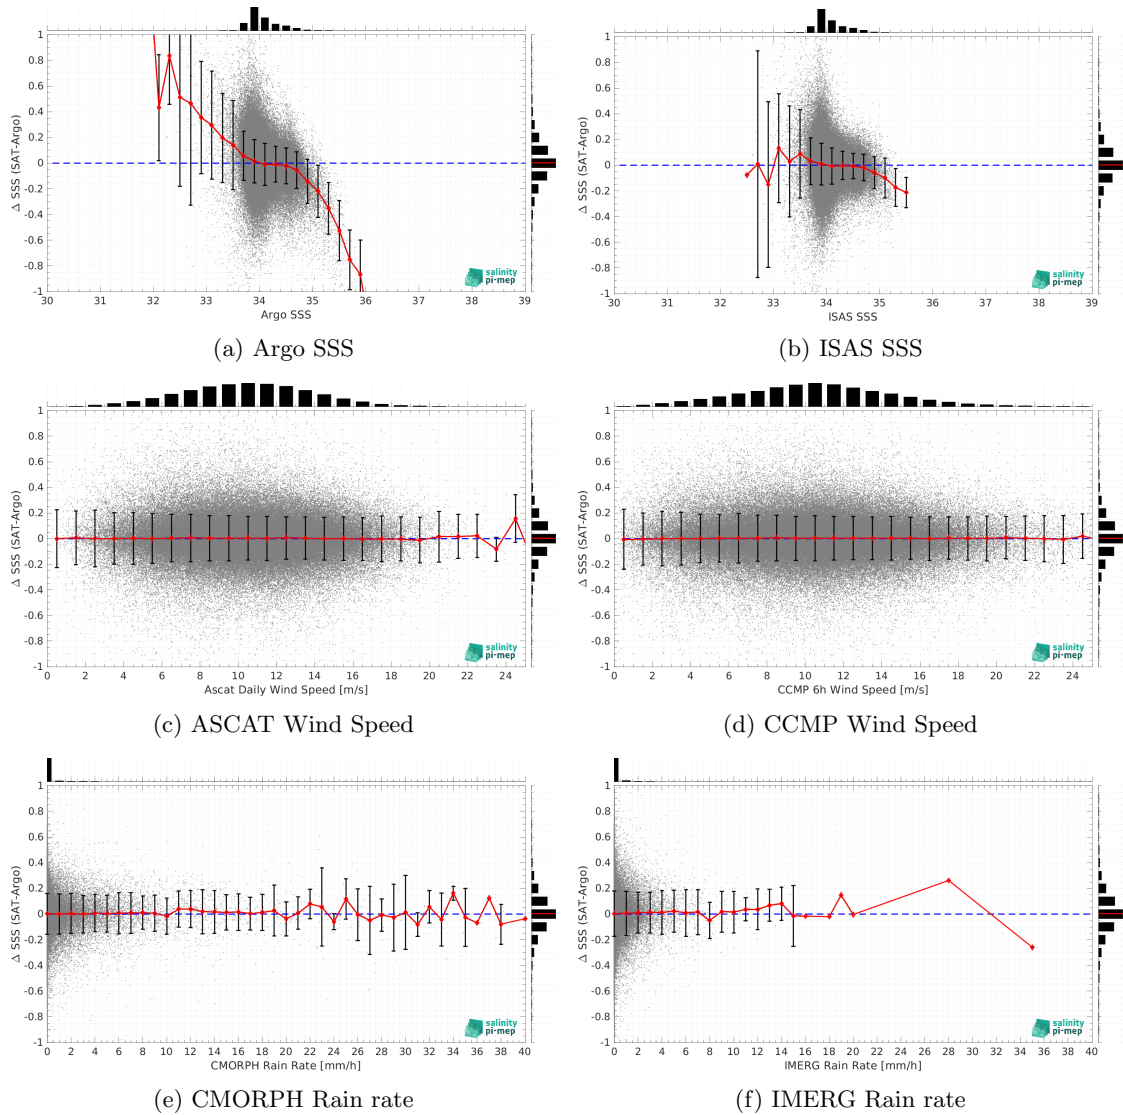 1
0.8
0.6
0.4
0.2
0
-0.2
-0.4
-0.6
-0.8
-1
Δ SSS (SAT-Argo)
30 31 32 33 34 35 36 37 38 39
Argo SSS
salinity
pi-mep
(a) Argo SSS
1
0.8
0.6
0.4
0.2
0
-0.2
-0.4
-0.6
-0.8
-1
Δ SSS (SAT-Argo)
30 31 32 33 34 35 36 37 38 39
ISAS SSS
salinity
pi-mep
(b) ISAS SSS
1
0.8
0.6
0.4
0.2
0
-0.2
-0.4
-0.6
-0.8
-1
Δ SSS (SAT-Argo)
0 2 4 6 8 10 12 14 16 18 20 22 24
Ascat Daily Wind Speed [m/s]
salinity
pi-mep
(c) ASCAT Wind Speed
1
0.8
0.6
0.4
0.2
0
-0.2
-0.4
-0.6
-0.8
-1
Δ SSS (SAT-Argo)
0 2 4 6 8 10 12 14 16 18 20 22 24
CCMP 6h Wind Speed [m/s]
salinity
pi-mep
(d) CCMP Wind Speed
1
0.8
0.6
0.4
0.2
0
-0.2
-0.4
-0.6
-0.8
-1
Δ SSS (SAT-Argo)
0 2 4 6 8 10 12 14 16 18 20 22 24 26 28 30 32 34 36 38 40
CMORPH Rain Rate [mm/h]
salinity
pi-mep
(e) CMORPH Rain rate
1
0.8
0.6
0.4
0.2
0
-0.2
-0.4
-0.6
-0.8
-1
Δ SSS (SAT-Argo)
0 2 4 6 8 10 12 14 16 18 20 22 24 26 28 30 32 34 36 38 40
IMERG Rain Rate [mm/h]
salinity
pi-mep
(f) IMERG Rain rate